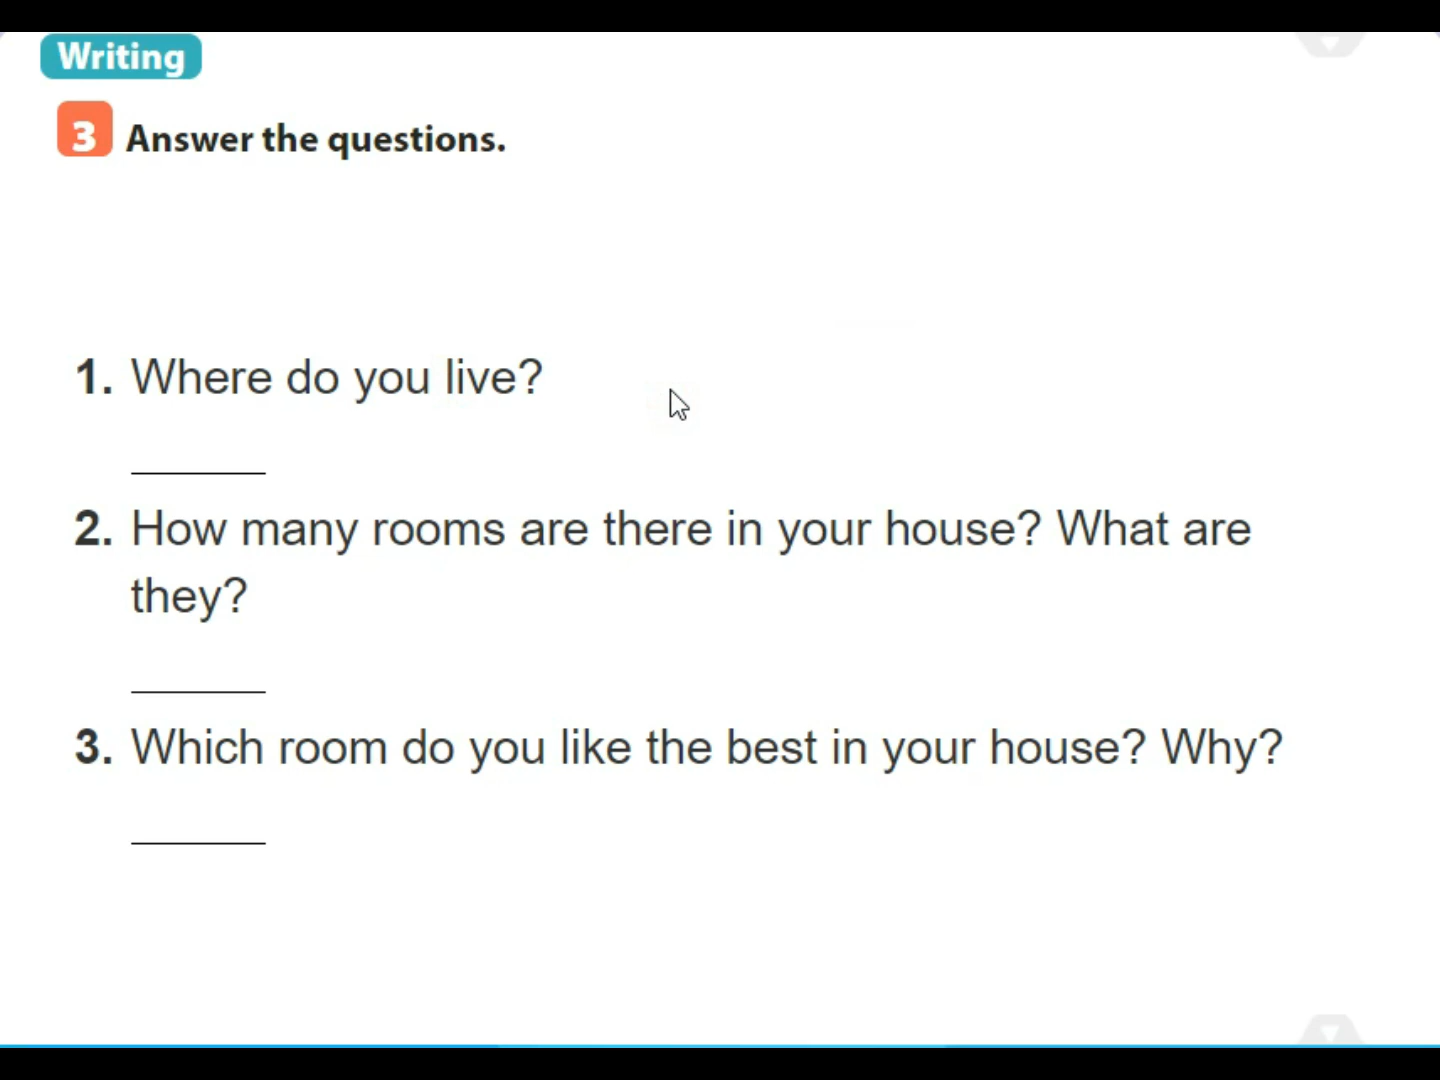 Writing
3 Answer the questions.
1. Where do you live?
2. How many rooms are there in your house? What are
they?
3. Which room do you like the best in your house? Why?